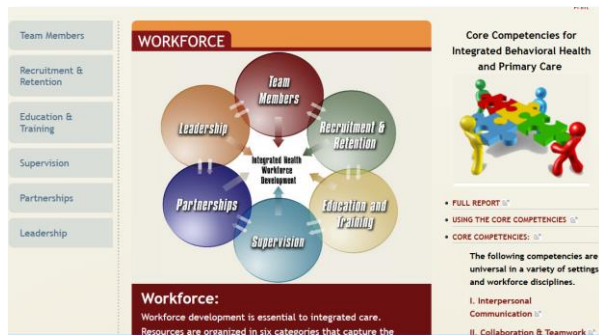 Team Members
Recruitment &
Retention
Education &
Training
Supervision
Partnerships
Leadership
WORKFORCE
Team
Members
Leadership
Recruitment &
Retention
Integrated Health
Workforce
Development
Partnerships
Education and
Training
Supervision
Workforce:
Workforce development is essential to integrated care.
Resources are organized in six categories that capture the
Core Competencies for
Integrated Behavioral Health
and Primary Care
FULL REPORT
USING THE CORE COMPETENCIES
CORE COMPETENCIES:
The following competencies are
universal in a variety of settings
and workforce disciplines.
I. Interpersonal
Communication
II. Collaboration & Teamwork